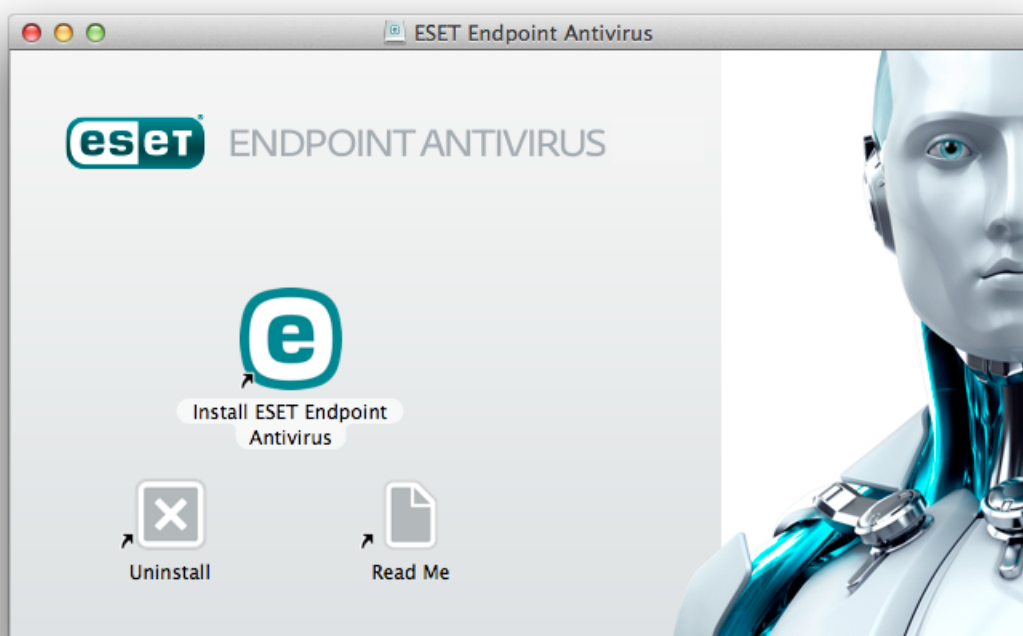 ESET Endpoint Antivirus
eseT® ENDPOINT ANTIVIRUS
e
Install ESET Endpoint
Antivirus
Uninstall
Read Me